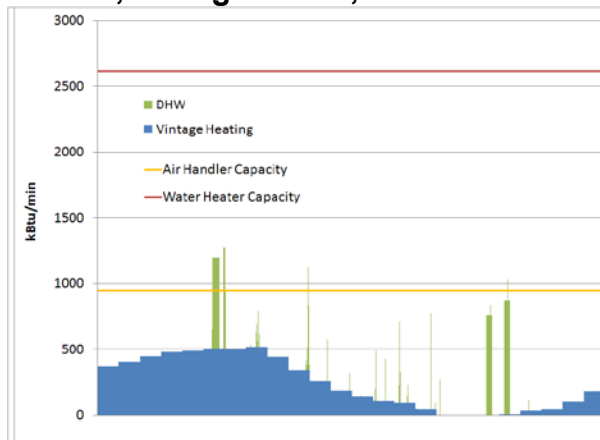 3000
2500
2000
1500
1000
500
0
kBtu/min
DHW
Vintage Heating
Air Handler Capacity
Water Heater Capacity